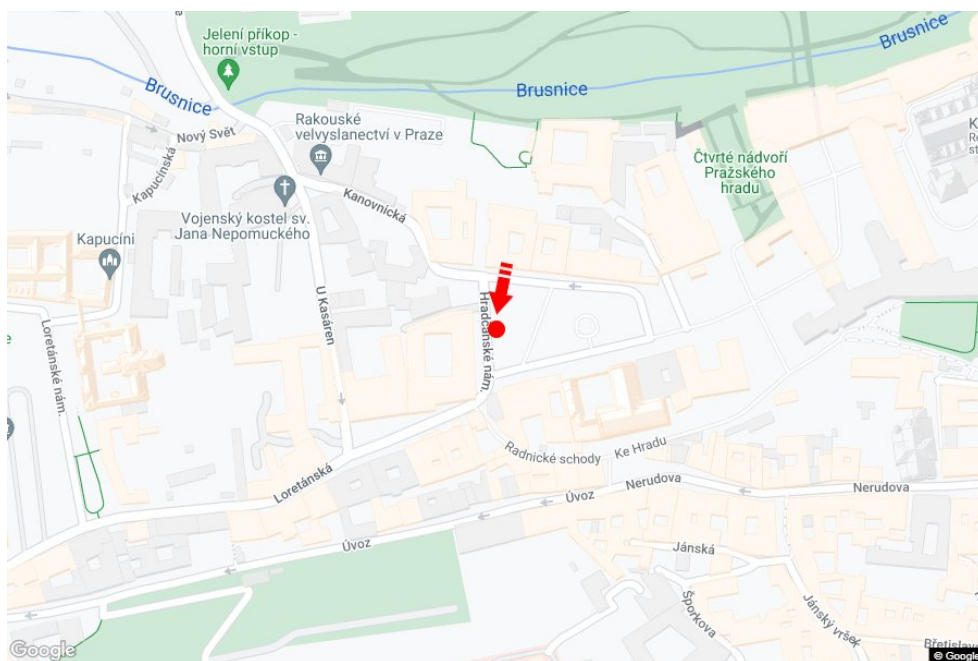 Jelení příkop -
horní vstup
Brusnice
Brusnice
Brusnice
Nový Svět
Rakouské
velvyslanectví v Praze
Kapucínská
Čtvrté nádvoří
Pražského
hradu
Kanovnická
Vojenský kostel sv.
Jana Nepomuckého
Kapucíni
U Kasáren
Hradčanské nám.
Loretánské nám.
Radnické schody
Ke Hradu
Loretánská
Úvoz
Nerudova
Nerudova
Úvoz
Jánská
Šporkova
Jánský vršek
Břetislavo
Google
© Google